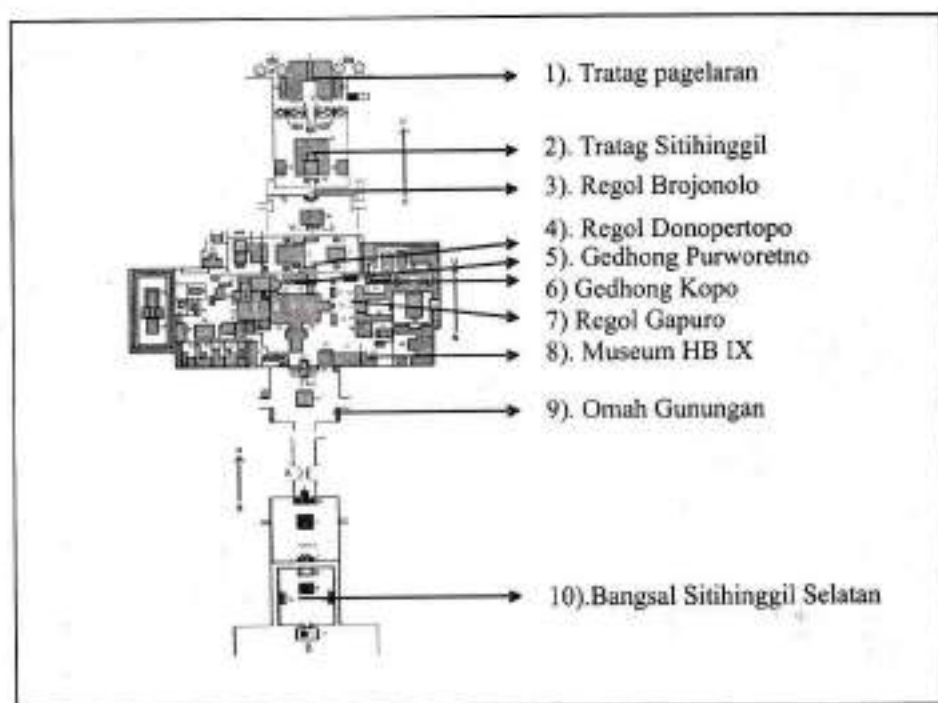 1). Tratag pagelaran
2). Tratag Sitihinggil
3). Regol Brojonolo
4). Regol Donopertopo
5). Gedhong Purworetno
6) Gedhong Kopo
7) Regol Gapuro
8). Museum HB IX
9). Omah Gunungan
10).Bangsal Sitihinggil Selatan